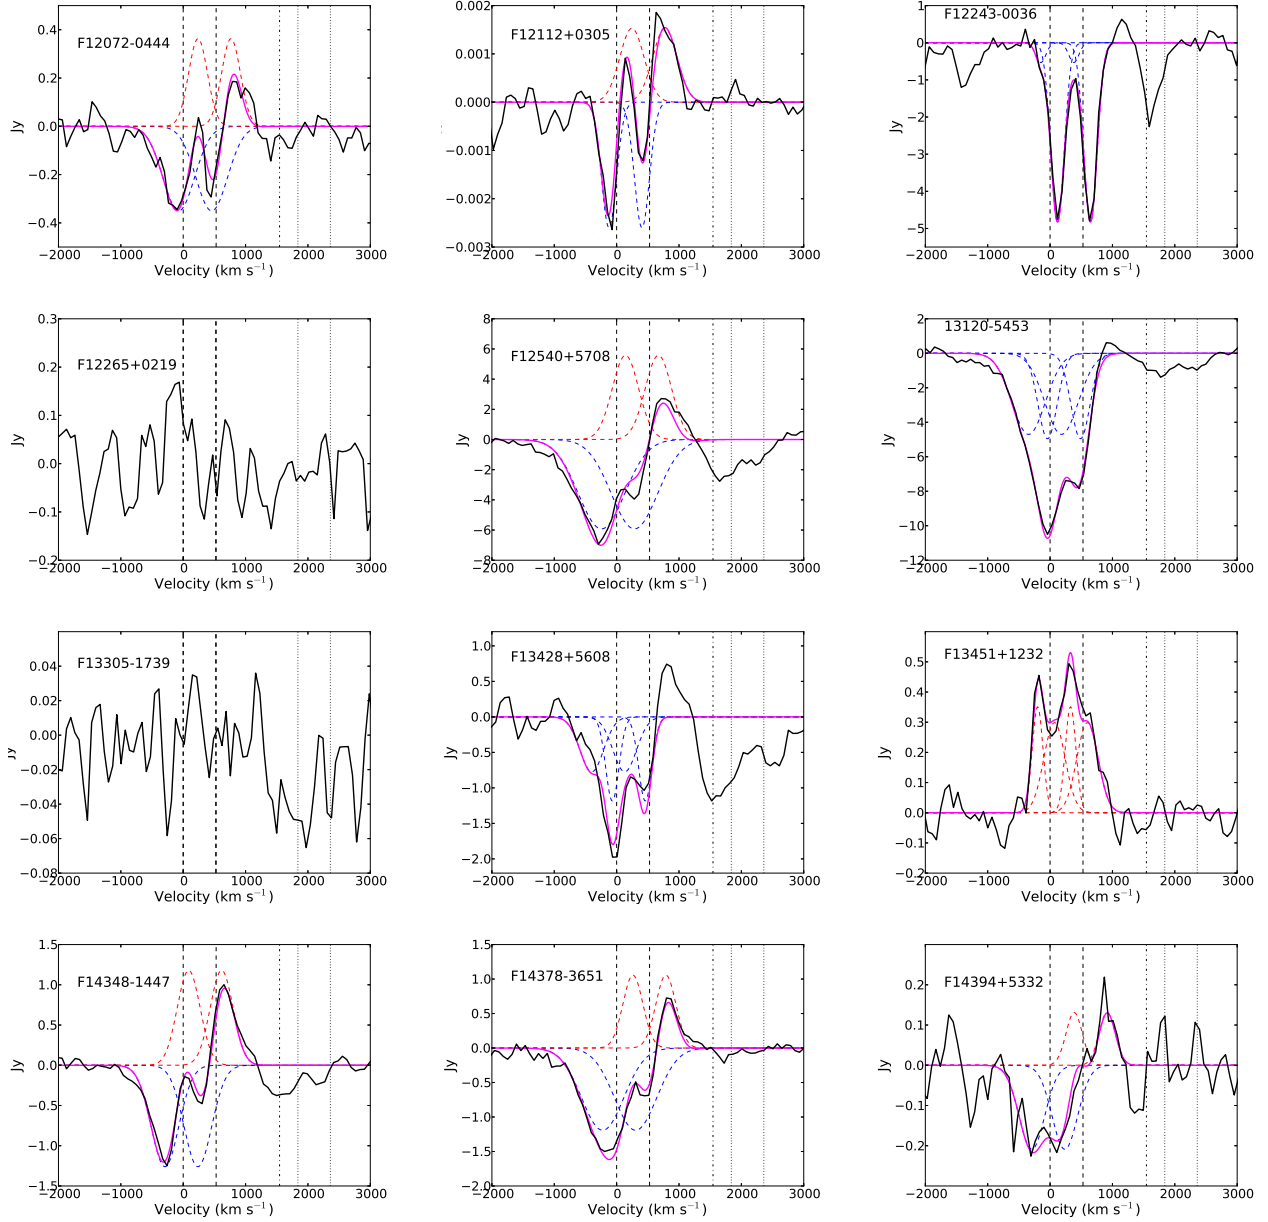 F12072-0444
0.4
0.2
0.0
−0.2
−0.4
Jy
−2000 −1000 0 1000 2000 3000
Velocity (km s⁻¹)
F12112+0305
0.002
0.001
0.000
−0.001
−0.002
−0.003
−2000 −1000 0 1000 2000 3000
Velocity (km s⁻¹)
F12243-0036
1
0
−1
−2
−3
−4
−5
Jy
−2000 −1000 0 1000 2000 3000
Velocity (km s⁻¹)
F12265+0219
0.3
0.2
0.1
0.0
−0.1
−0.2
Jy
−2000 −1000 0 1000 2000 3000
Velocity (km s⁻¹)
F12540+5708
8
6
4
2
0
−2
−4
−6
−8
Jy
−2000 −1000 0 1000 2000 3000
Velocity (km s⁻¹)
13120-5453
2
0
−2
−4
−6
−8
−10
−12
Jy
−2000 −1000 0 1000 2000 3000
Velocity (km s⁻¹)
F13305-1739
0.04
0.02
0.00
−0.02
−0.04
−0.06
−0.08
Jy
−2000 −1000 0 1000 2000 3000
Velocity (km s⁻¹)
F13428+5608
1.0
0.5
0.0
−0.5
−1.0
−1.5
−2.0
Jy
−2000 −1000 0 1000 2000 3000
Velocity (km s⁻¹)
F13451+1232
0.5
0.4
0.3
0.2
0.1
0.0
−0.1
−0.2
Jy
−2000 −1000 0 1000 2000 3000
Velocity (km s⁻¹)
F14348-1447
1.5
1.0
0.5
0.0
−0.5
−1.0
−1.5
Jy
−2000 −1000 0 1000 2000 3000
Velocity (km s⁻¹)
F14378-3651
1.5
1.0
0.5
0.0
−0.5
−1.0
−1.5
−2.0
Jy
−2000 −1000 0 1000 2000 3000
Velocity (km s⁻¹)
F14394+5332
0.2
0.1
0.0
−0.1
−0.2
Jy
−2000 −1000 0 1000 2000 3000
Velocity (km s⁻¹)